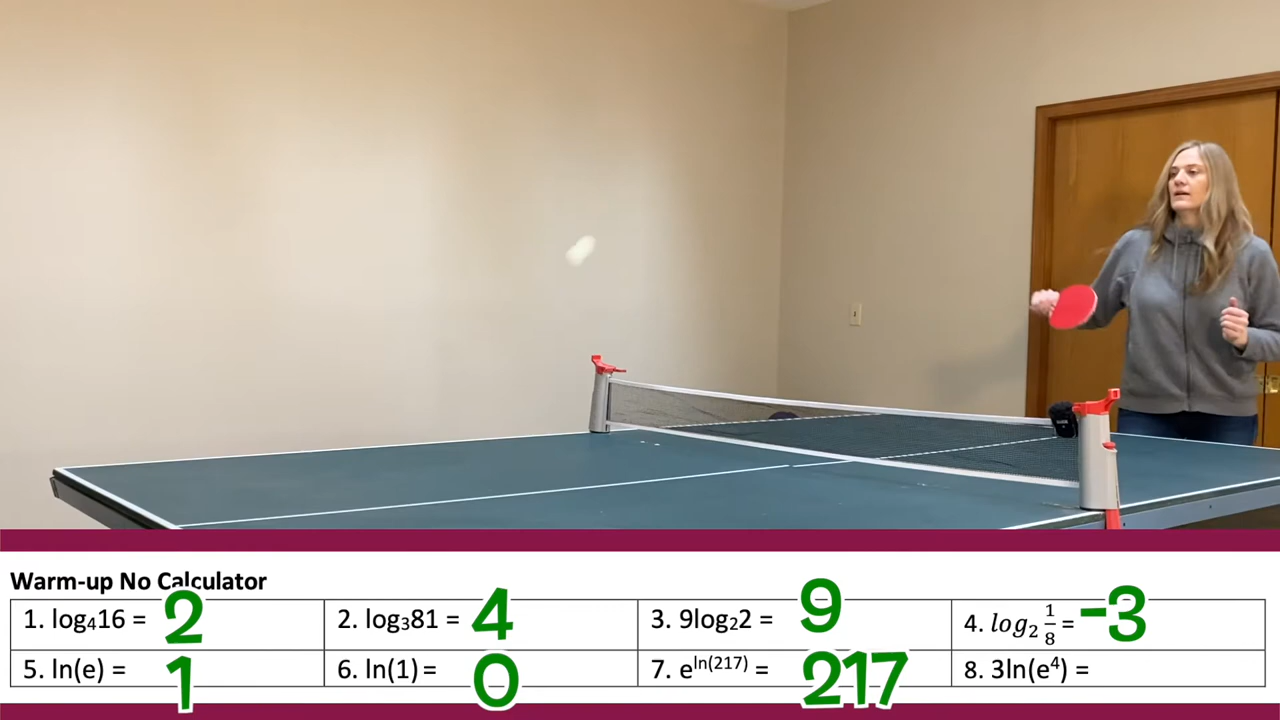 Warm-up No Calculator
1. log₄16 = 2
2. log₃81 = 4
3. 9log₂2 = 9
4. log₂ 1/8 = -3
5. ln(e) = 1
6. ln(1) = 0
7. e^ln(217) = 217
8. 3ln(e⁴) =